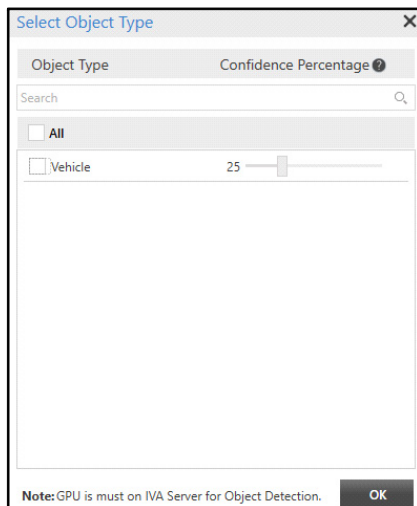 Select Object Type
Object Type Confidence Percentage
Search
All
Vehicle 25
Note: GPU is must on IVA Server for Object Detection. OK